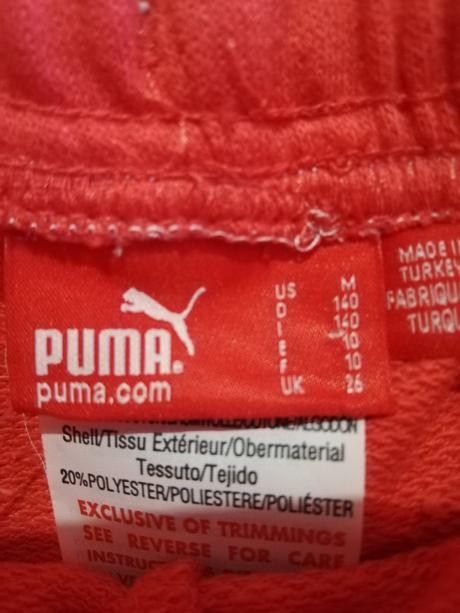 US M
D 140
I 140
E 10
F 10
UK 26
PUMA®
puma.com
MADE IN
TURKEY
FABRIQU
TURQU
Shell/Tissu Extérieur/Obermaterial
Tessuto/Tejido
20%POLYESTER/POLIESTERE/POLIÉSTER
EXCLUSIVE OF TRIMMINGS
SEE REVERSE FOR CARE